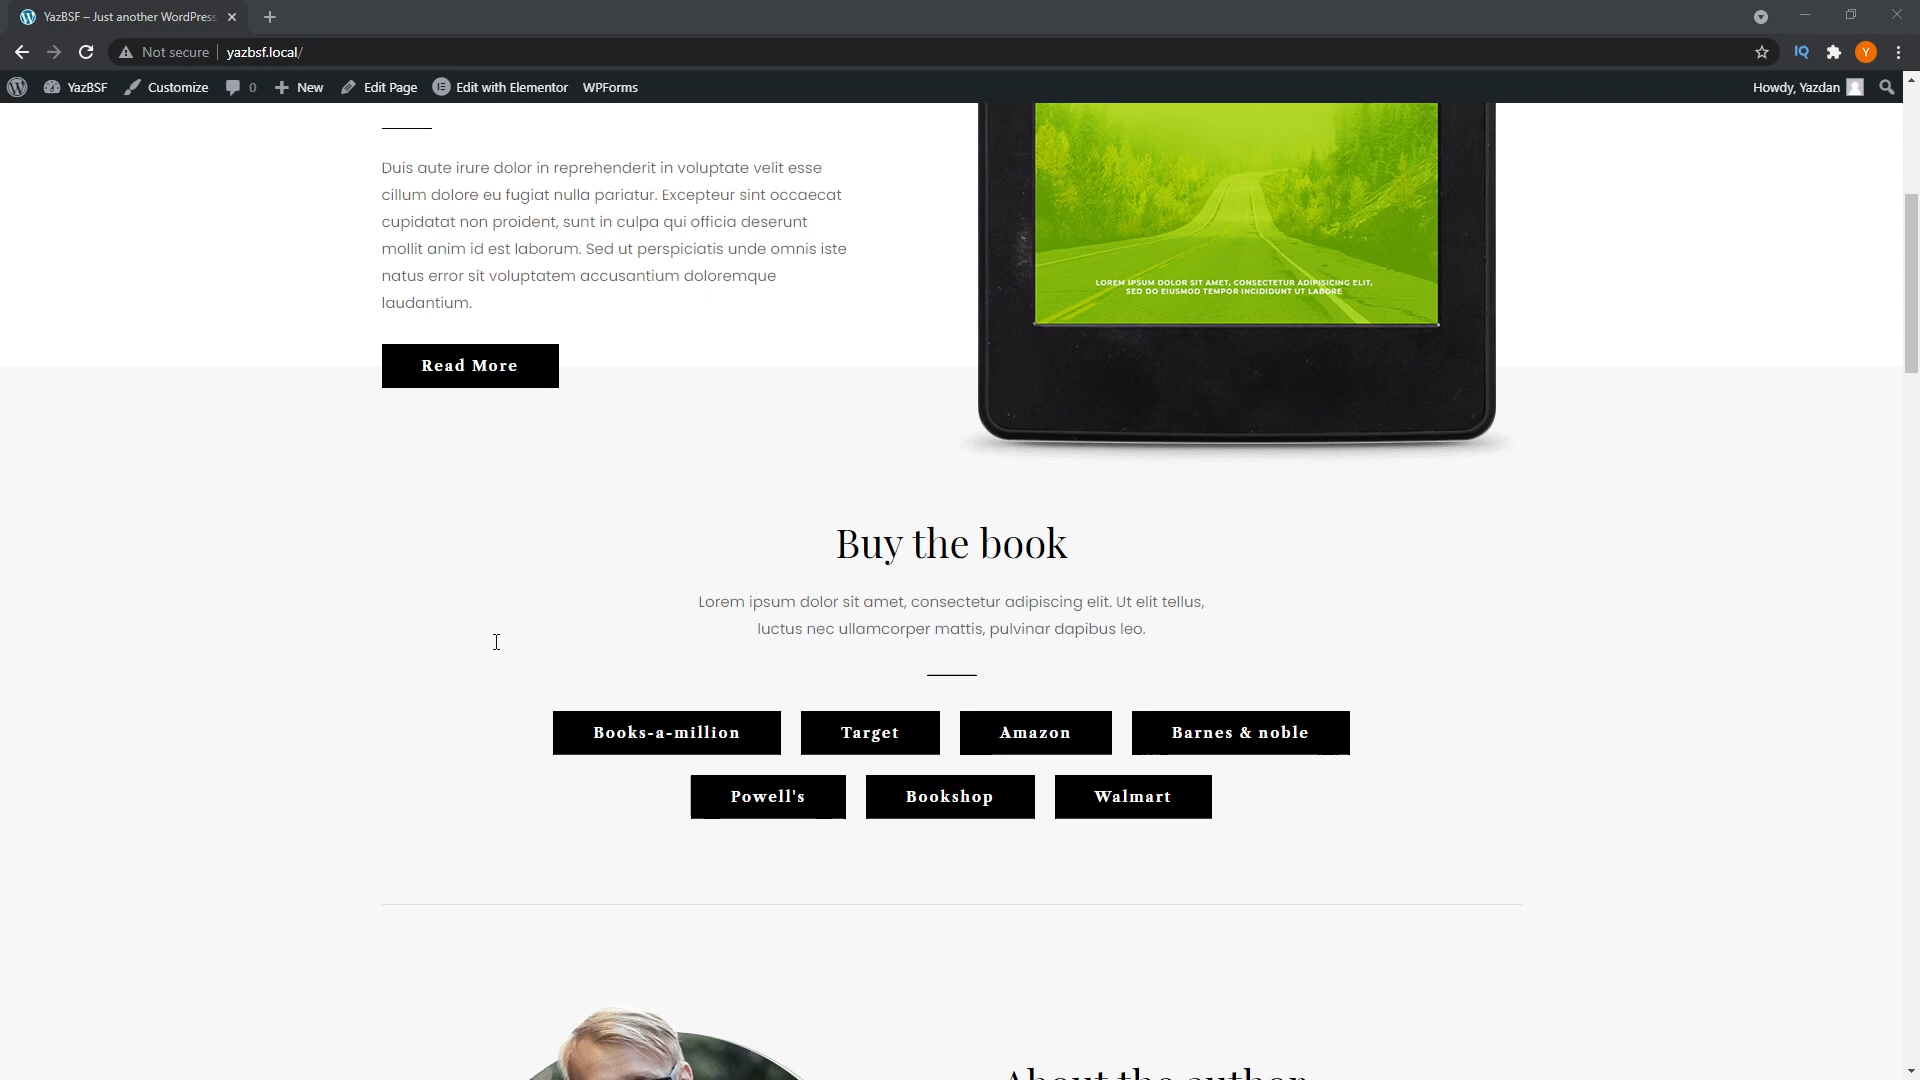 YazBSF – Just another WordPress
Not secure
yazbsf.local/
IQ
Y
YazBSF
Customize
0
New
Edit Page
Edit with Elementor
WPForms
Howdy, Yazdan
Duis aute irure dolor in reprehenderit in voluptate velit esse
cillum dolore eu fugiat nulla pariatur. Excepteur sint occaecat
cupidatat non proident, sunt in culpa qui officia deserunt
mollit anim id est laborum. Sed ut perspiciatis unde omnis iste
natus error sit voluptatem accusantium doloremque
laudantium.
Read More
LOREM IPSUM DOLOR SIT AMET, CONSECTETUR ADIPISICING ELIT,
SED DO EIUSMOD TEMPOR INCIDIDUNT UT LABORE
Buy the book
Lorem ipsum dolor sit amet, consectetur adipiscing elit. Ut elit tellus,
luctus nec ullamcorper mattis, pulvinar dapibus leo.
Books-a-million
Target
Amazon
Barnes & noble
Powell's
Bookshop
Walmart
About the author